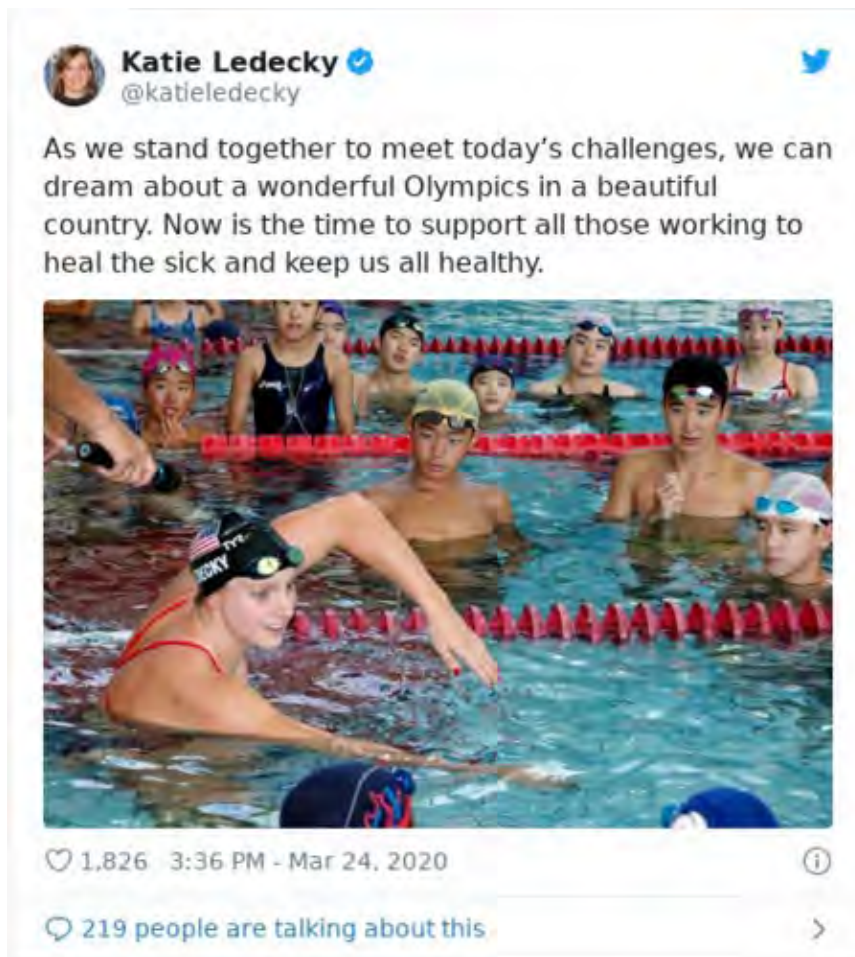 Katie Ledecky
@katieledecky
As we stand together to meet today's challenges, we can
dream about a wonderful Olympics in a beautiful
country. Now is the time to support all those working to
heal the sick and keep us all healthy.
TYR
DECKY
1,826 3:36 PM - Mar 24, 2020
219 people are talking about this